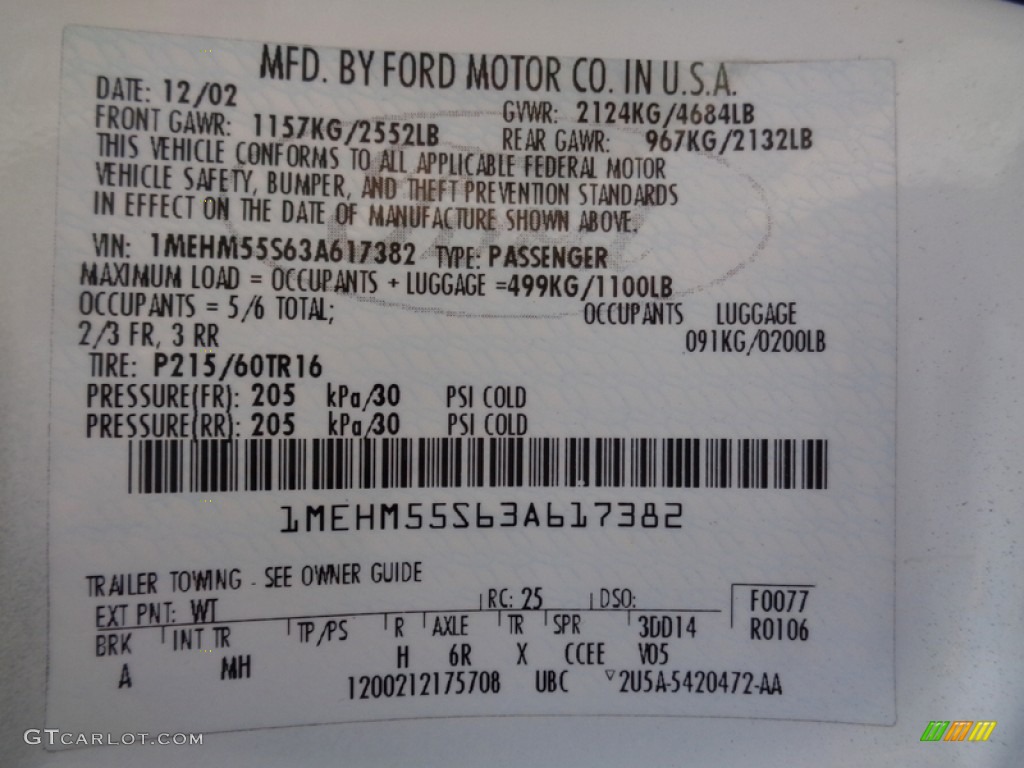 MFD. BY FORD MOTOR CO. IN U.S.A.
DATE: 12/02 GVWR: 2124KG/4684LB
FRONT GAWR: 1157KG/2552LB REAR GAWR: 967KG/2132LB
THIS VEHICLE CONFORMS TO ALL APPLICABLE FEDERAL MOTOR
VEHICLE SAFETY, BUMPER, AND THEFT PREVENTION STANDARDS
IN EFFECT ON THE DATE OF MANUFACTURE SHOWN ABOVE.
VIN: 1MEHM55S63A617382 TYPE: PASSENGER
MAXIMUM LOAD = OCCUPANTS + LUGGAGE =499KG/1100LB
OCCUPANTS = 5/6 TOTAL; OCCUPANTS LUGGAGE
2/3 FR, 3 RR 091KG/0200LB
TIRE: P215/60TR16
PRESSURE(FR): 205 kPa/30 PSI COLD
PRESSURE(RR): 205 kPa/30 PSI COLD
1MEHM55S63A617382
TRAILER TOWING - SEE OWNER GUIDE
EXT PNT: WT RC: 25 DSO: F0077
BRK INT TR TP/PS R AXLE TR SPR 3DD14 R0106
A MH H 6R X CCEE V05
1200212175708 UBC ▽2U5A-5420472-AA
GTCARLOT.COM